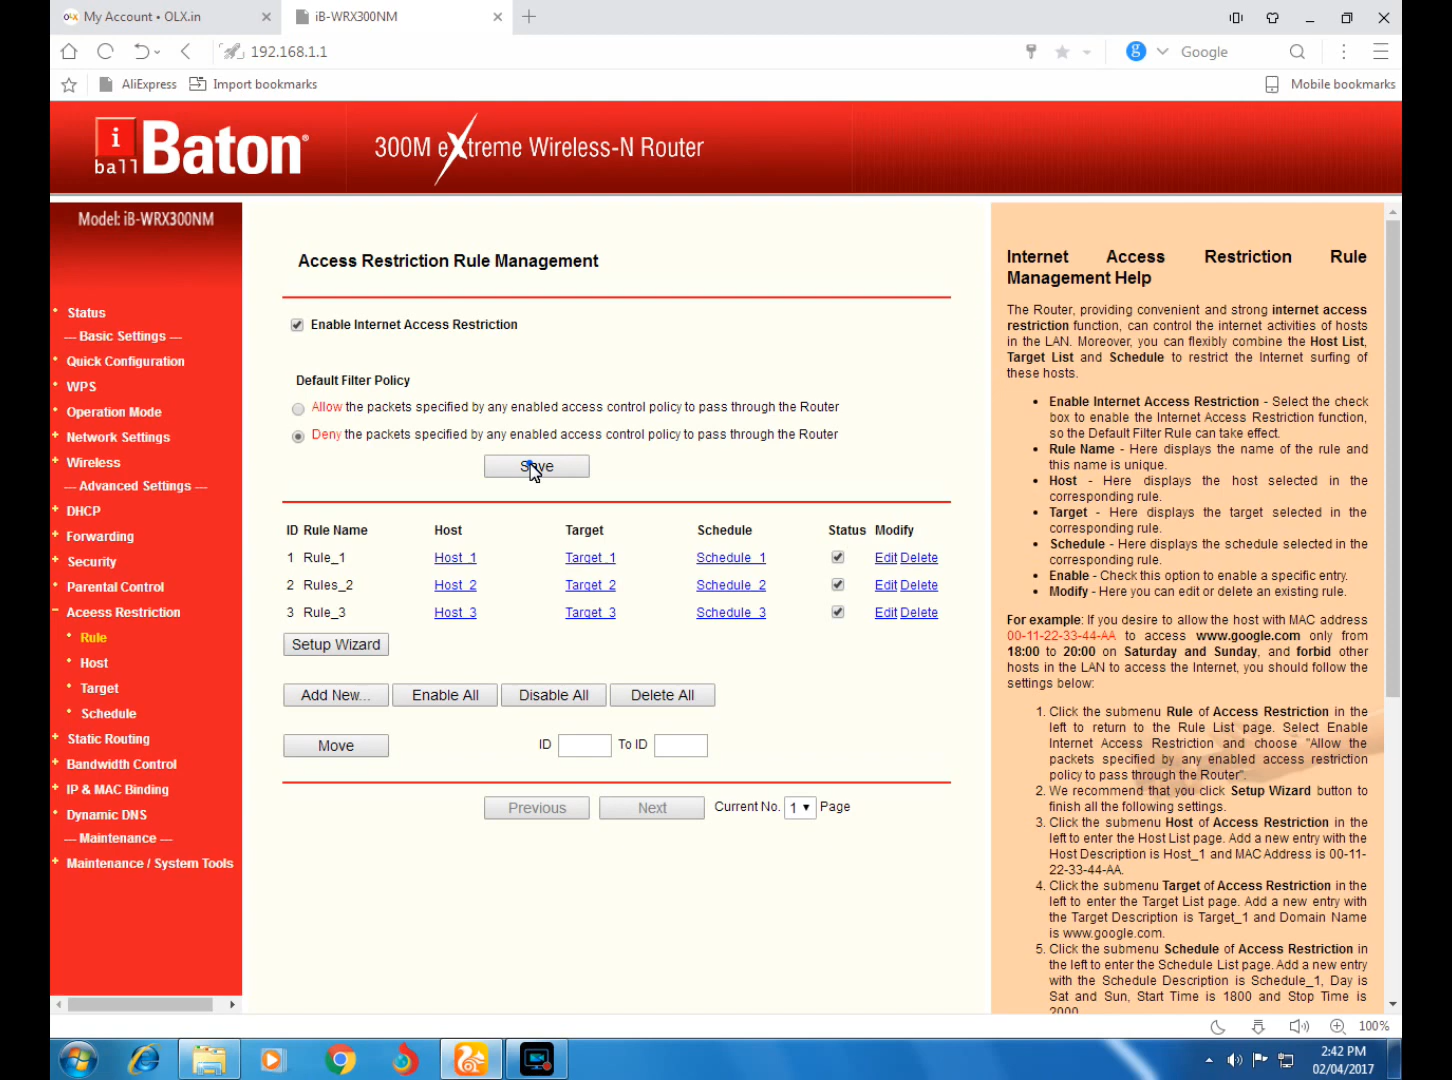 My Account • OLX.in
iB-WRX300NM
192.168.1.1
Google
AliExpress
Import bookmarks
Mobile bookmarks
i
ball
Baton
300M eXtreme Wireless-N Router
Model: iB-WRX300NM
Status
--- Basic Settings ---
Quick Configuration
WPS
Operation Mode
Network Settings
Wireless
--- Advanced Settings ---
DHCP
Forwarding
Security
Parental Control
Aceess Restriction
Rule
Host
Target
Schedule
Static Routing
Bandwidth Control
IP & MAC Binding
Dynamic DNS
--- Maintenance ---
Maintenance / System Tools
Access Restriction Rule Management
Enable Internet Access Restriction
Default Filter Policy
Allow the packets specified by any enabled access control policy to pass through the Router
Deny the packets specified by any enabled access control policy to pass through the Router
Save
ID Rule Name Host Target Schedule Status Modify
1 Rule_1 Host_1 Target_1 Schedule_1 Edit Delete
2 Rules_2 Host_2 Target_2 Schedule_2 Edit Delete
3 Rule_3 Host_3 Target_3 Schedule_3 Edit Delete
Setup Wizard
Add New... Enable All Disable All Delete All
Move ID To ID
Previous Next Current No. 1 Page
Internet Access Restriction Rule
Management Help
The Router, providing convenient and strong internet access
restriction function, can control the internet activities of hosts
in the LAN. Moreover, you can flexibly combine the Host List,
Target List and Schedule to restrict the Internet surfing of
these hosts.
• Enable Internet Access Restriction - Select the check
box to enable the Internet Access Restriction function,
so the Default Filter Rule can take effect.
• Rule Name - Here displays the name of the rule and
this name is unique.
• Host - Here displays the host selected in the
corresponding rule.
• Target - Here displays the target selected in the
corresponding rule.
• Schedule - Here displays the schedule selected in the
corresponding rule.
• Enable - Check this option to enable a specific entry.
• Modify - Here you can edit or delete an existing rule.
For example: If you desire to allow the host with MAC address
00-11-22-33-44-AA to access www.google.com only from
18:00 to 20:00 on Saturday and Sunday, and forbid other
hosts in the LAN to access the Internet, you should follow the
settings below:
1. Click the submenu Rule of Access Restriction in the
left to return to the Rule List page. Select Enable
Internet Access Restriction and choose "Allow the
packets specified by any enabled access restriction
policy to pass through the Router".
2. We recommend that you click Setup Wizard button to
finish all the following settings.
3. Click the submenu Host of Access Restriction in the
left to enter the Host List page. Add a new entry with the
Host Description is Host_1 and MAC Address is 00-11-
22-33-44-AA.
4. Click the submenu Target of Access Restriction in the
left to enter the Target List page. Add a new entry with
the Target Description is Target_1 and Domain Name
is www.google.com.
5. Click the submenu Schedule of Access Restriction in
the left to enter the Schedule List page. Add a new entry
with the Schedule Description is Schedule_1, Day is
Sat and Sun, Start Time is 1800 and Stop Time is
2000.
100%
2:42 PM
02/04/2017